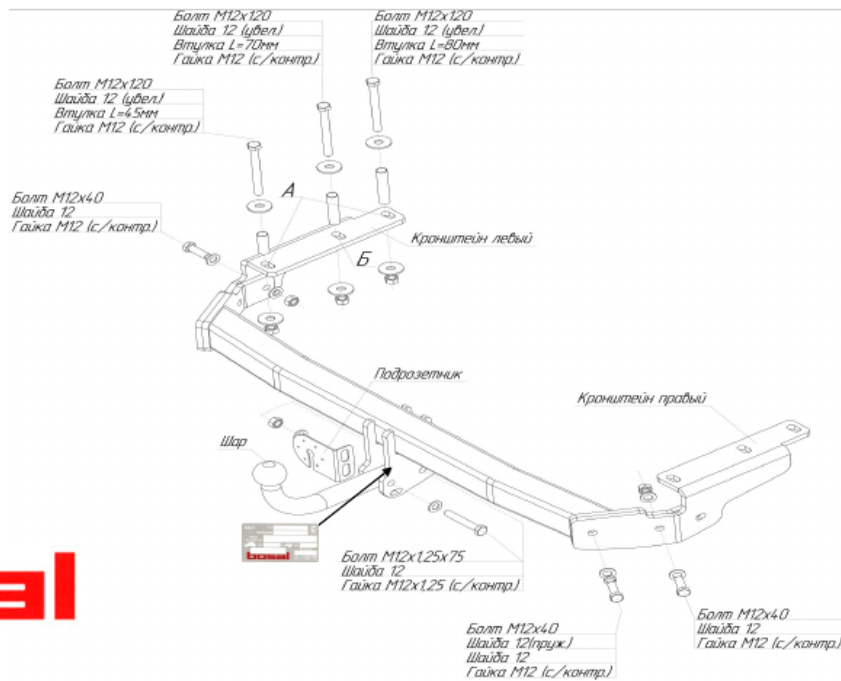 Болт М12х120
Шайба 12 (увел.)
Втулка L=70мм
Гайка М12 (с/контр.)
Болт М12х120
Шайба 12 (увел.)
Втулка L=80мм
Гайка М12 (с/контр.)
Болт М12х120
Шайба 12 (увел.)
Втулка L=45мм
Гайка М12 (с/контр.)
Болт М12х40
Шайба 12
Гайка М12 (с/контр.)
А
Кронштейн левый
Б
Подрозетник
Кронштейн правый
Шар
bosal
Болт М12х1,25х75
Шайба 12
Гайка М12х1,25 (с/контр.)
al
Болт М12х40
Шайба 12(пруж.)
Шайба 12
Гайка М12 (с/контр.)
Болт М12х40
Шайба 12
Гайка М12 (с/контр.)